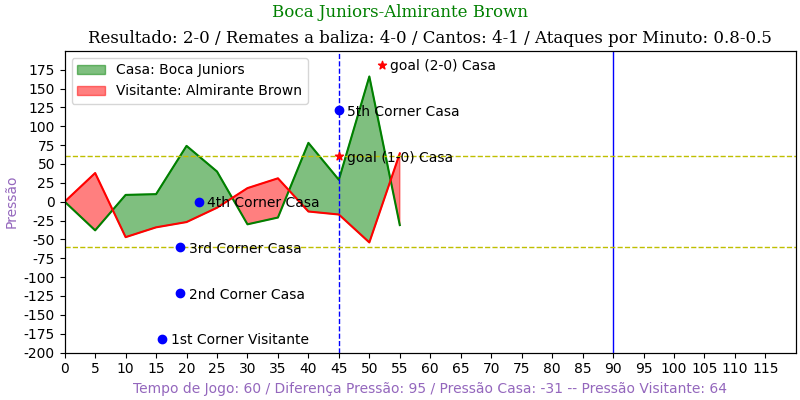 Boca Juniors-Almirante Brown
Resultado: 2-0 / Remates a baliza: 4-0 / Cantos: 4-1 / Ataques por Minuto: 0.8-0.5
Casa: Boca Juniors
Visitante: Almirante Brown
goal (2-0) Casa
5th Corner Casa
goal (1-0) Casa
4th Corner Casa
3rd Corner Casa
2nd Corner Casa
1st Corner Visitante
Pressão
175
150
125
100
75
50
25
0
-25
-50
-75
-100
-125
-150
-175
-200
0 5 10 15 20 25 30 35 40 45 50 55 60 65 70 75 80 85 90 95 100 105 110 115
Tempo de Jogo: 60 / Diferença Pressão: 95 / Pressão Casa: -31 -- Pressão Visitante: 64